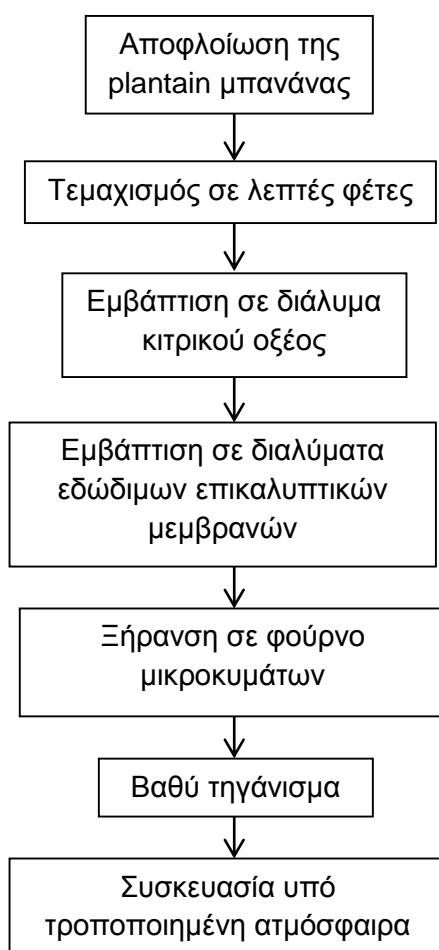 Αποφλοίωση της
plantain μπανάνας
Τεμαχισμός σε λεπτές φέτες
Εμβάπτιση σε διάλυμα
κιτρικού οξέος
Εμβάπτιση σε διαλύματα
εδώδιμων επικαλυπτικών
μεμβρανών
Ξήρανση σε φούρνο
μικροκυμάτων
Βαθύ τηγάνισμα
Συσκευασία υπό
τροποποιημένη ατμόσφαιρα